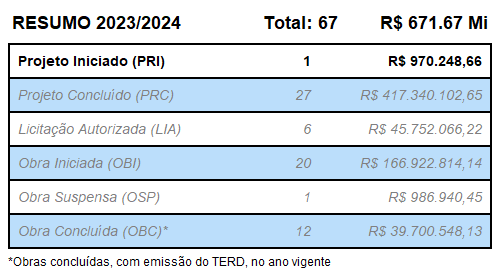 RESUMO 2023/2024 Total: 67 R$ 671.67 Mi
Projeto Iniciado (PRI) 1 R$ 970.248,66
Projeto Concluído (PRC) 27 R$ 417.340.102,65
Licitação Autorizada (LIA) 6 R$ 45.752.066,22
Obra Iniciada (OBI) 20 R$ 166.922.814,14
Obra Suspensa (OSP) 1 R$ 986.940,45
Obra Concluída (OBC)* 12 R$ 39.700.548,13
*Obras concluídas, com emissão do TERD, no ano vigente